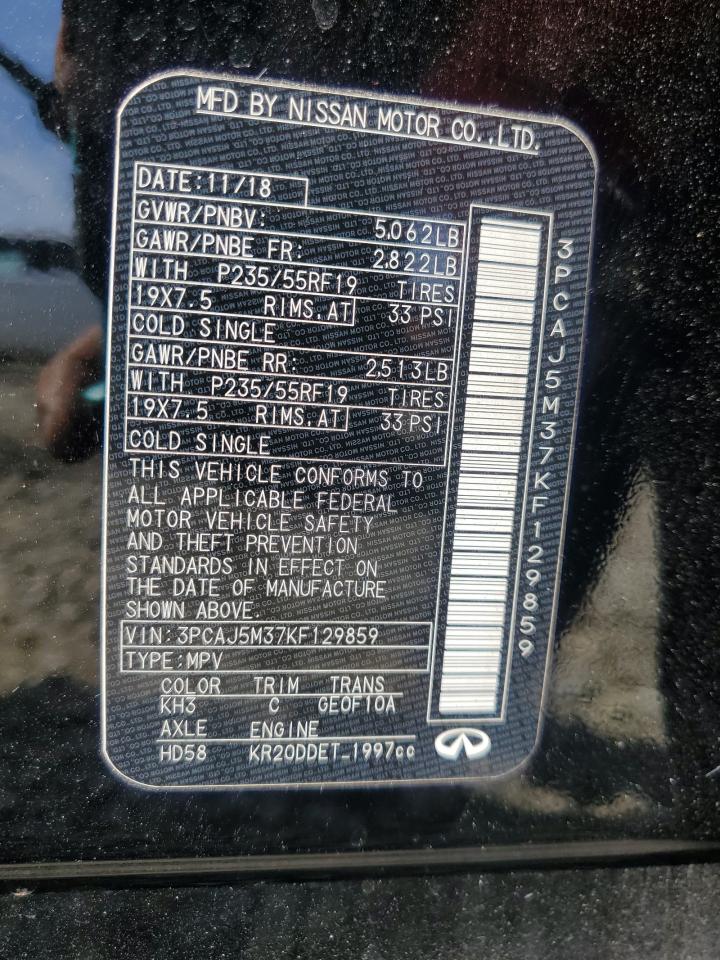 MFD BY NISSAN MOTOR CO.,LTD.
DATE:11/18
GVWR/PNBV: 5,062LB
GAWR/PNBE FR: 2,822LB
WITH P235/55RF19 TIRES
19X7.5 RIMS.AT 33 PSI
COLD SINGLE
GAWR/PNBE RR: 2,513LB
WITH P235/55RF19 TIRES
19X7.5 RIMS.AT 33 PSI
COLD SINGLE
THIS VEHICLE CONFORMS TO
ALL APPLICABLE FEDERAL
MOTOR VEHICLE SAFETY
AND THEFT PREVENTION
STANDARDS IN EFFECT ON
THE DATE OF MANUFACTURE
SHOWN ABOVE.
VIN:3PCAJ5M37KF129859
TYPE:MPV
COLOR TRIM TRANS
KH3 C GE0F10A
AXLE ENGINE
HD58 KR20DDET 1997cc
3PCAJ5M37KF129859